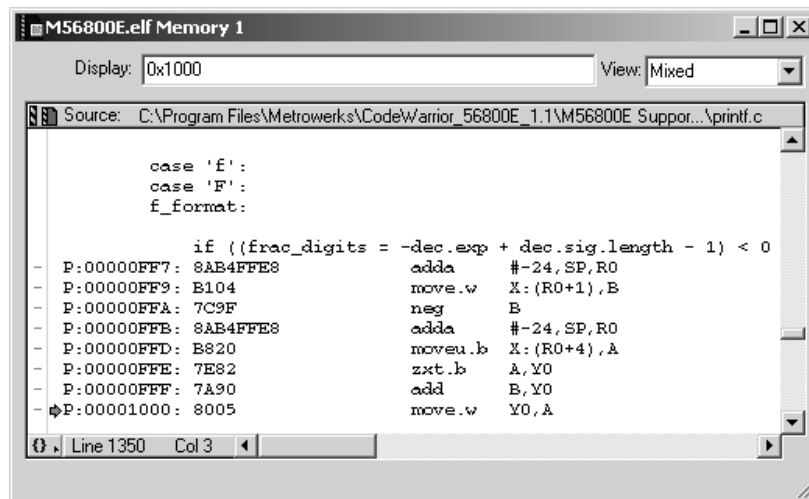 M56800E.elf Memory 1
Display: 0x1000 View: Mixed
Source: C:\Program Files\Metrowerks\CodeWarrior_56800E_1.1\M56800E Suppor...\printf.c
case 'f':
case 'F':
f_format:
if ((frac_digits = -dec.exp + dec.sig.length - 1) < 0
- P:00000FF7: 8AB4FFE8 adda #-24,SP,R0
- P:00000FF9: B104 move.w X:(R0+1),B
- P:00000FFA: 7C9F neg B
- P:00000FFB: 8AB4FFE8 adda #-24,SP,R0
- P:00000FFD: B820 moveu.b X:(R0+4),A
- P:00000FFE: 7E82 zxt.b A,Y0
- P:00000FFF: 7A90 add B,Y0
- P:00001000: 8005 move.w Y0,A
{} Line 1350 Col 3